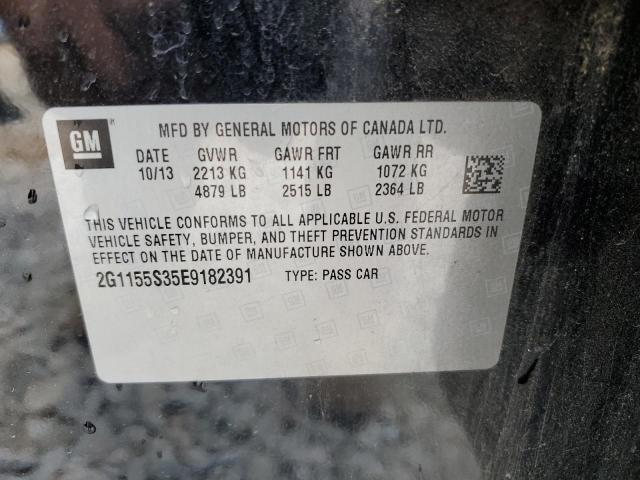 GM
MFD BY GENERAL MOTORS OF CANADA LTD.
DATE GVWR GAWR FRT GAWR RR
10/13 2213 KG 1141 KG 1072 KG
4879 LB 2515 LB 2364 LB
THIS VEHICLE CONFORMS TO ALL APPLICABLE U.S. FEDERAL MOTOR
VEHICLE SAFETY, BUMPER, AND THEFT PREVENTION STANDARDS IN
EFFECT ON THE DATE OF MANUFACTURE SHOWN ABOVE.
2G1155S35E9182391 TYPE: PASS CAR